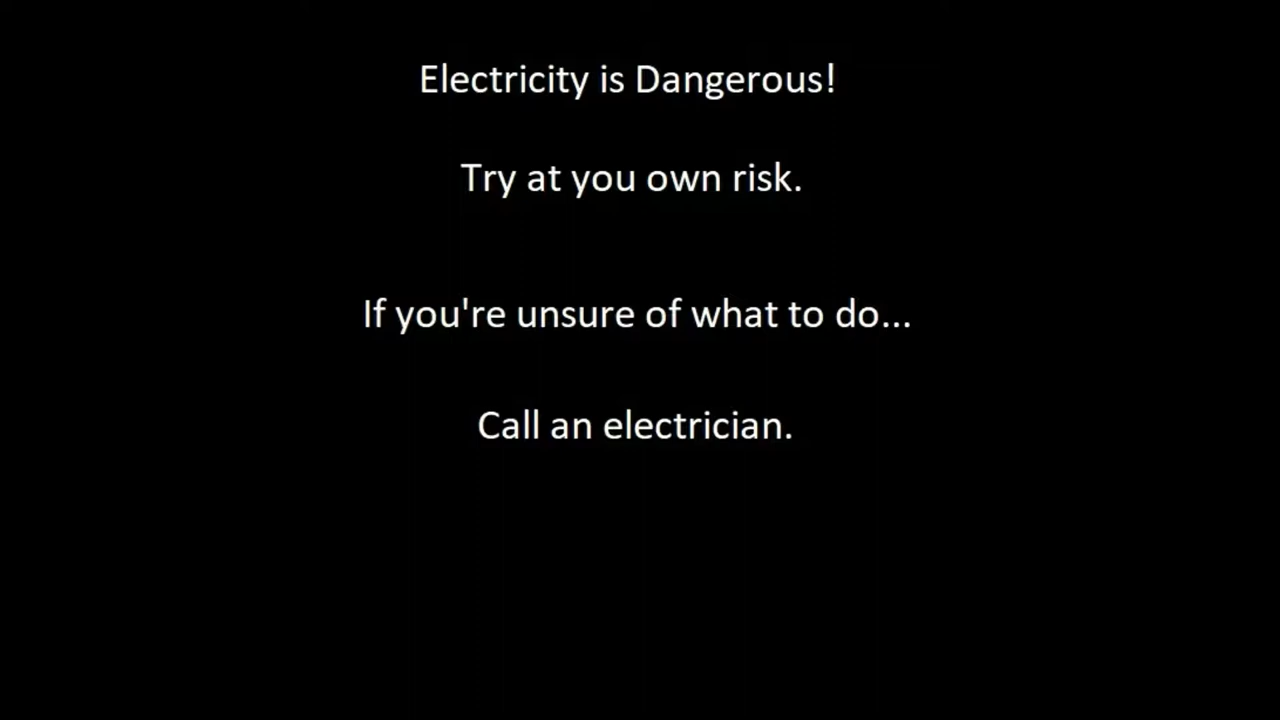 Electricity is Dangerous!
Try at you own risk.
If you're unsure of what to do...
Call an electrician.